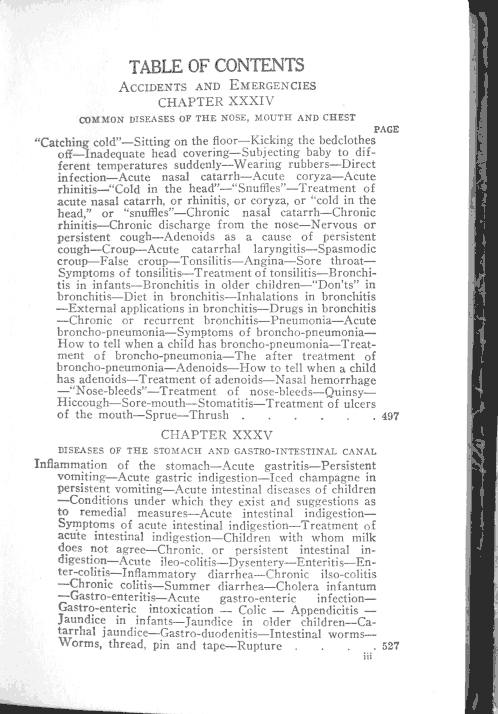 TABLE OF CONTENTS
ACCIDENTS AND EMERGENCIES
CHAPTER XXXIV
COMMON DISEASES OF THE NOSE, MOUTH AND CHEST
PAGE
“Catching cold”—Sitting on the floor—Kicking the bedclothes
off—Inadequate head covering—Subjecting baby to dif-
ferent temperatures suddenly—Wearing rubbers—Direct
infection—Acute nasal catarrh—Acute coryza—Acute
rhinitis—“Cold in the head”—“Snuffles”—Treatment of
acute nasal catarrh, or rhinitis, or coryza, or “cold in the
head,” or “snuffles”—Chronic nasal catarrh—Chronic
rhinitis—Chronic discharge from the nose—Nervous or
persistent cough—Adenoids as a cause of persistent
cough—Croup—Acute catarrhal laryngitis—Spasmodic
croup—False croup—Tonsilitis—Angina—Sore throat—
Symptoms of tonsilitis—Treatment of tonsilitis—Bronchi-
tis in infants—Bronchitis in older children—“Don'ts” in
bronchitis—Diet in bronchitis—Inhalations in bronchitis
—External applications in bronchitis—Drugs in bronchitis
—Chronic or recurrent bronchitis—Pneumonia—Acute
broncho-pneumonia—Symptoms of broncho-pneumonia—
How to tell when a child has broncho-pneumonia—Treat-
ment of broncho-pneumonia—The after treatment of
broncho-pneumonia—Adenoids—How to tell when a child
has adenoids—Treatment of adenoids—Nasal hemorrhage
—“Nose-bleeds”—Treatment of nose-bleeds—Quinsy—
Hiccough—Sore-mouth—Stomatitis—Treatment of ulcers
of the mouth—Sprue—Thrush . . . . . . 497
CHAPTER XXXV
DISEASES OF THE STOMACH AND GASTRO-INTESTINAL CANAL
Inflammation of the stomach—Acute gastritis—Persistent
vomiting—Acute gastric indigestion—Iced champagne in
persistent vomiting—Acute intestinal diseases of children
—Conditions under which they exist and suggestions as
to remedial measures—Acute intestinal indigestion—
Symptoms of acute intestinal indigestion—Treatment of
acute intestinal indigestion—Children with whom milk
does not agree—Chronic, or persistent intestinal in-
digestion—Acute ileo-colitis—Dysentery—Enteritis—En-
ter-colitis—Inflammatory diarrhea—Chronic ilso-colitis
—Chronic colitis—Summer diarrhea—Cholera infantum
—Gastro-enteritis—Acute gastro-enteric infection—
Gastro-enteric intoxication — Colic — Appendicitis —
Jaundice in infants—Jaundice in older children—Ca-
tarrhal jaundice—Gastro-duodenitis—Intestinal worms—
Worms, thread, pin and tape—Rupture . . . . 527
iii